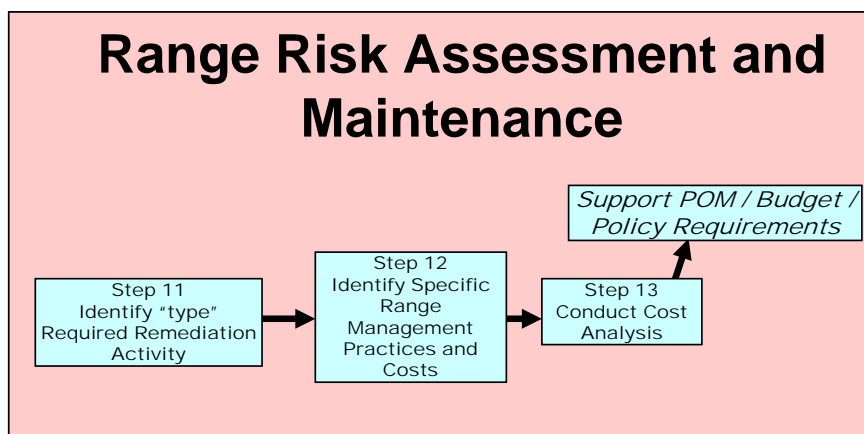 Range Risk Assessment and
Maintenance
Support POM / Budget /
Policy Requirements
Step 11
Identify “type”
Required Remediation
Activity
Step 12
Identify Specific
Range
Management
Practices and
Costs
Step 13
Conduct Cost
Analysis